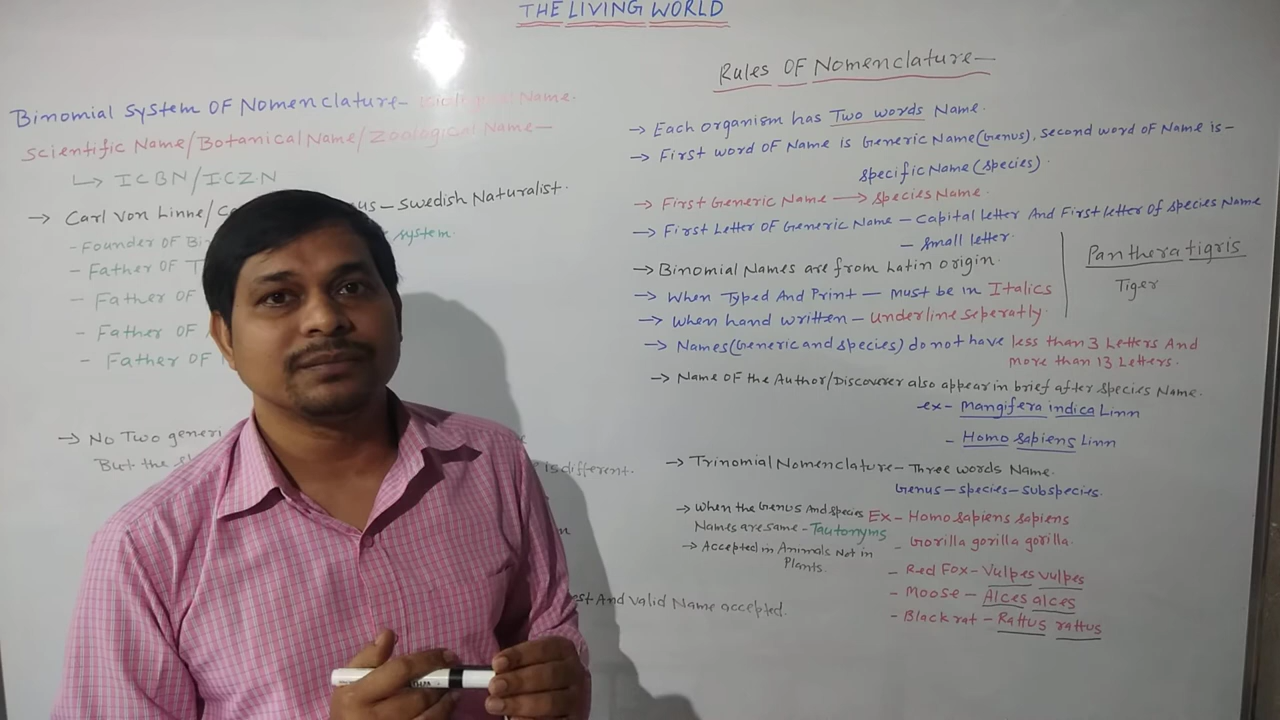 THE LIVING WORLD
Binomial System OF Nomenclature- Biological Name.
Scientific Name/Botanical Name/Zoological Name-
↳ ICBN/ICZN
→ Carl Von Linne/ - Swedish Naturalist.
- Founder OF system.
- Father OF
- Father OF
- Father OF
- Father OF
→ No Two
But the is different.
And Valid Name accepted.
Rules OF Nomenclature-
→ Each organism has Two words Name.
→ First word OF Name is Generic Name(Genus), second word OF Name is-
Specific Name (species).
→ First Generic Name → Species Name.
→ First Letter OF Generic Name - Capital letter And First letter Of species Name
- Small letter.
→ Binomial Names are from Latin origin.
→ When Typed And Print - must be in Italics
→ When hand written - underline seperatly.
Panthera tigris
Tiger
→ Names(Generic and species) do not have less than 3 Letters And
more than 13 Letters.
→ Name OF the Author/Discoverer also appear in brief after species Name.
ex- Mangifera indica Linn
- Homo sapiens Linn
→ Trinomial Nomenclature - Three words Name.
Genus - species - subspecies.
→ When the Genus And species
Names are same - Tautonyms
→ Accepted in Animals Not in
Plants.
Ex- Homo sapiens sapiens
- Gorilla gorilla gorilla.
- Red Fox - Vulpes vulpes
- Moose - Alces alces
- Black rat - Rattus rattus